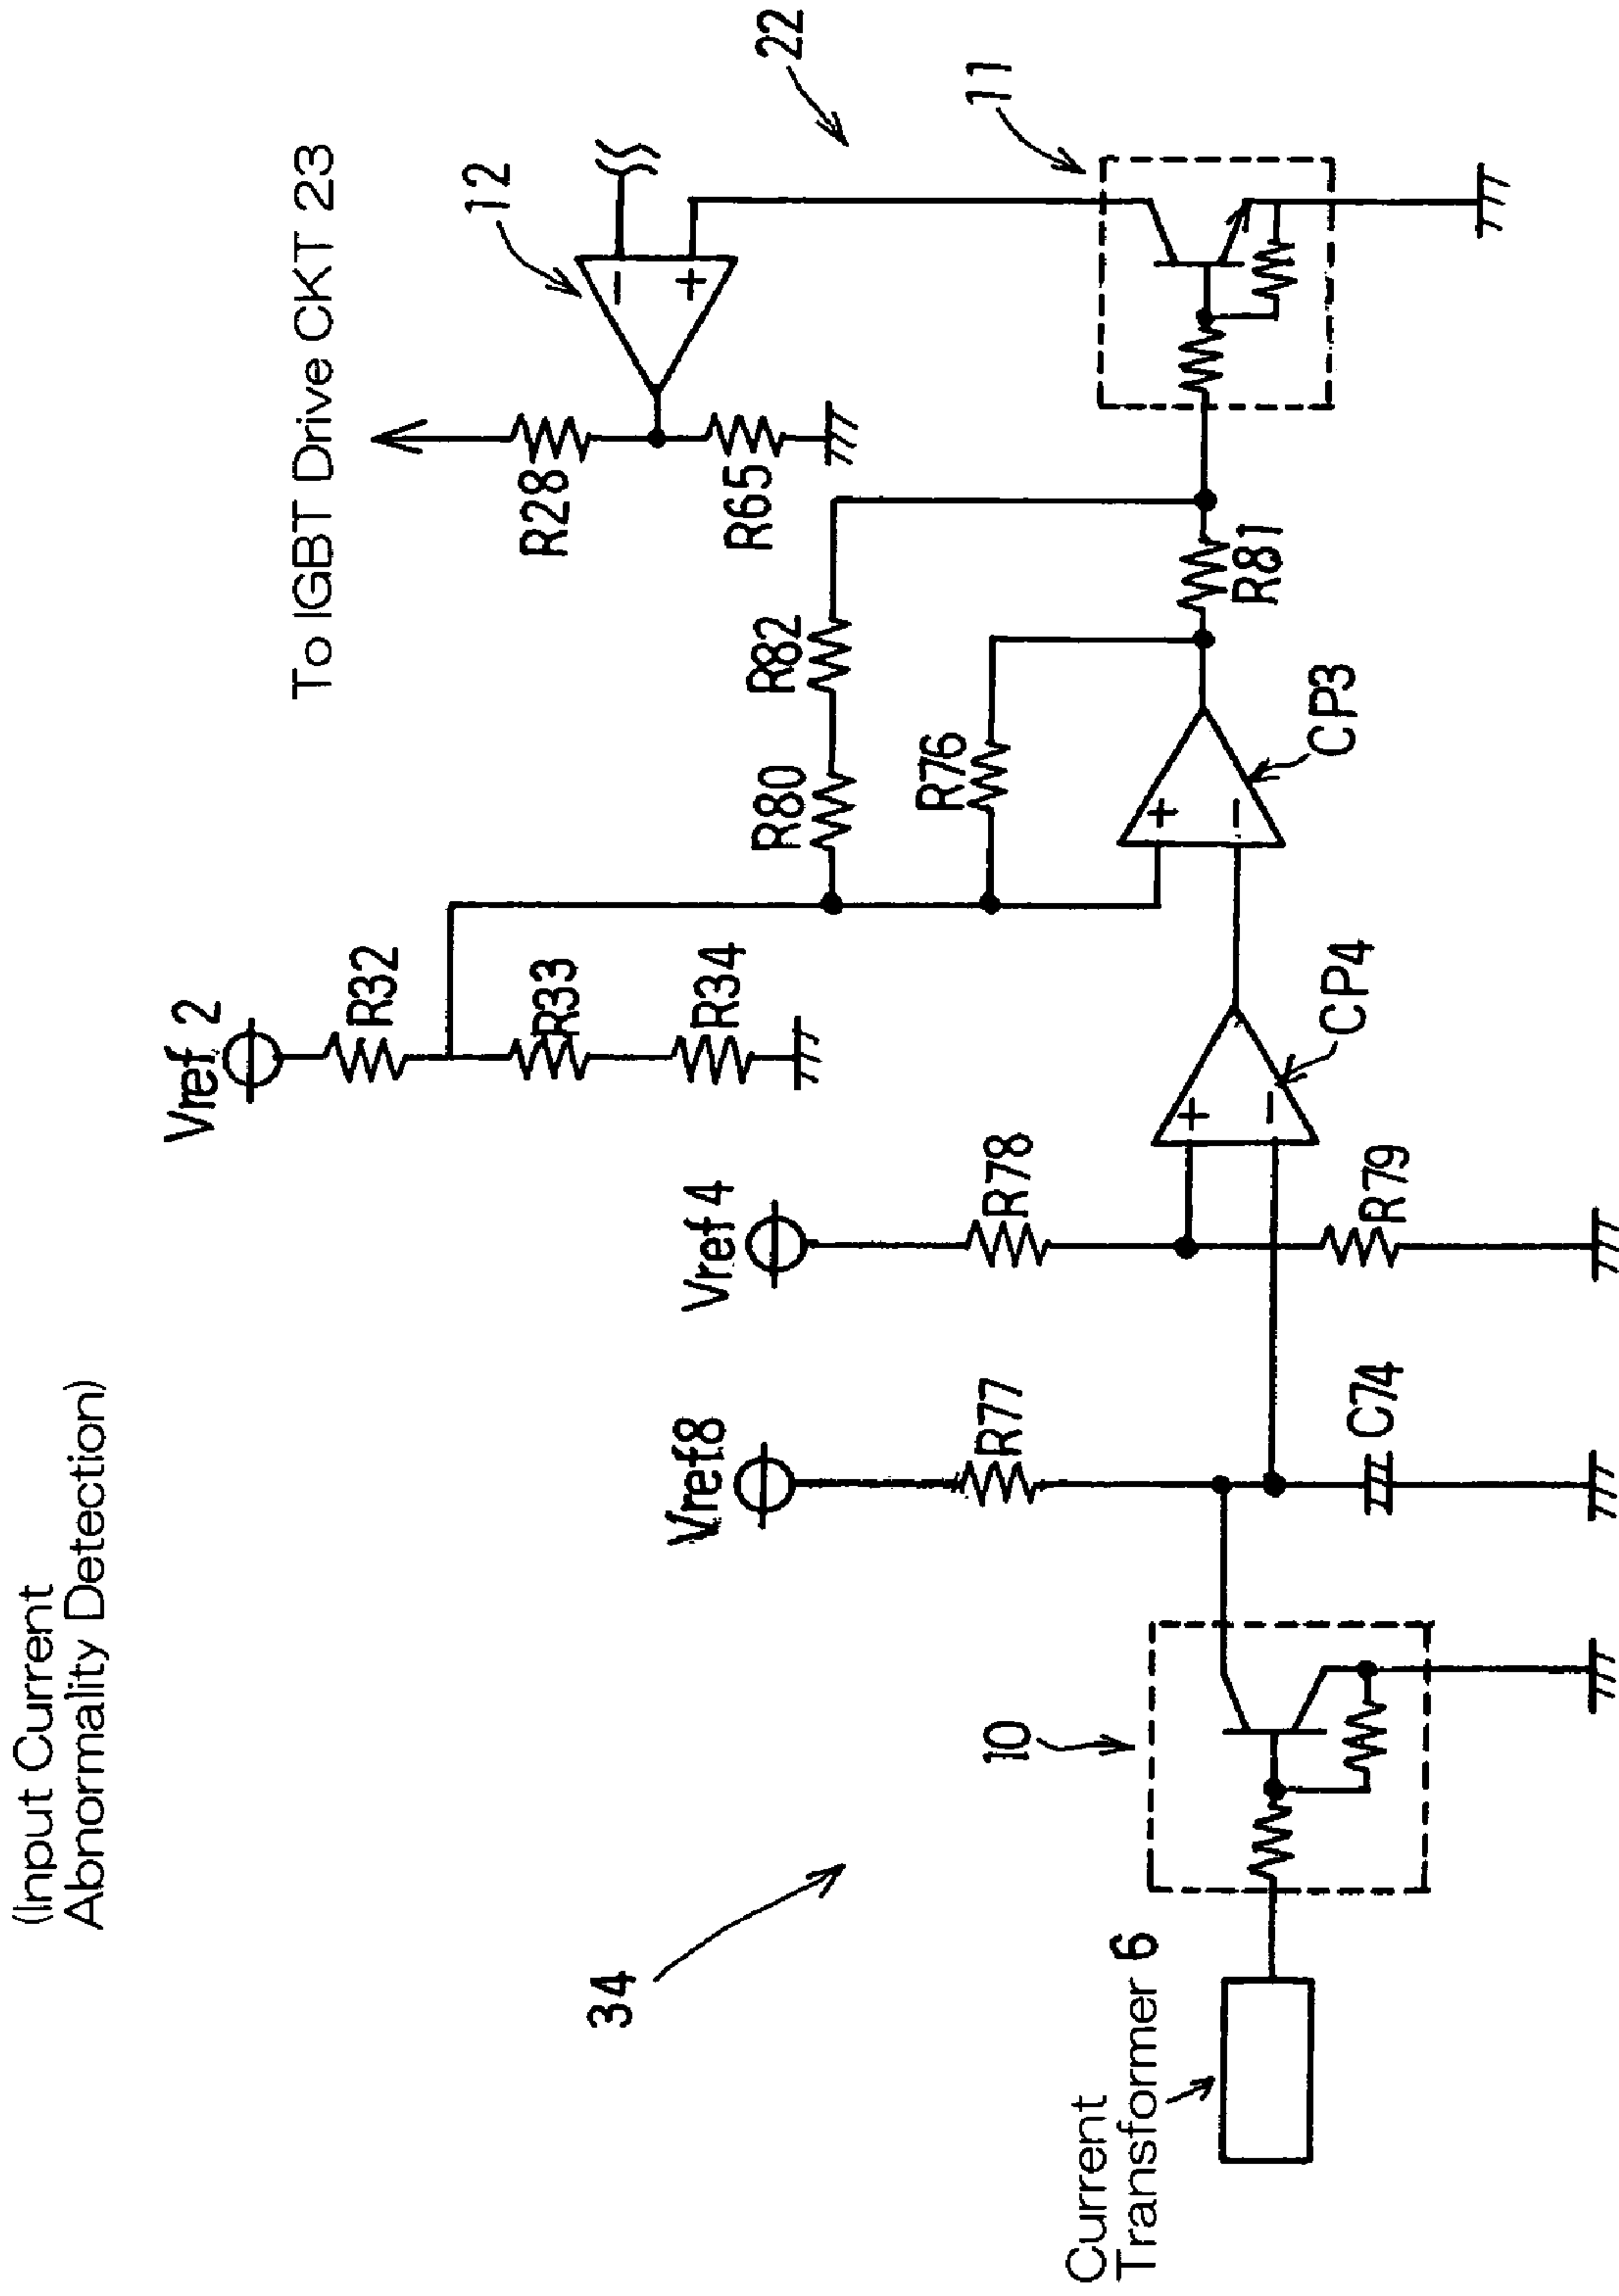 (Input Current
Abnormality Detection)
To IGBT Drive CKT 23
22
12
11
R28
R65
Vref 2
R32
R33
R34
R80
R82
R76
R81
CP3
Vref 4
R78
R79
CP4
Vref8
R77
C74
34
10
Current
Transformer 6
+
−
+
−
−
+